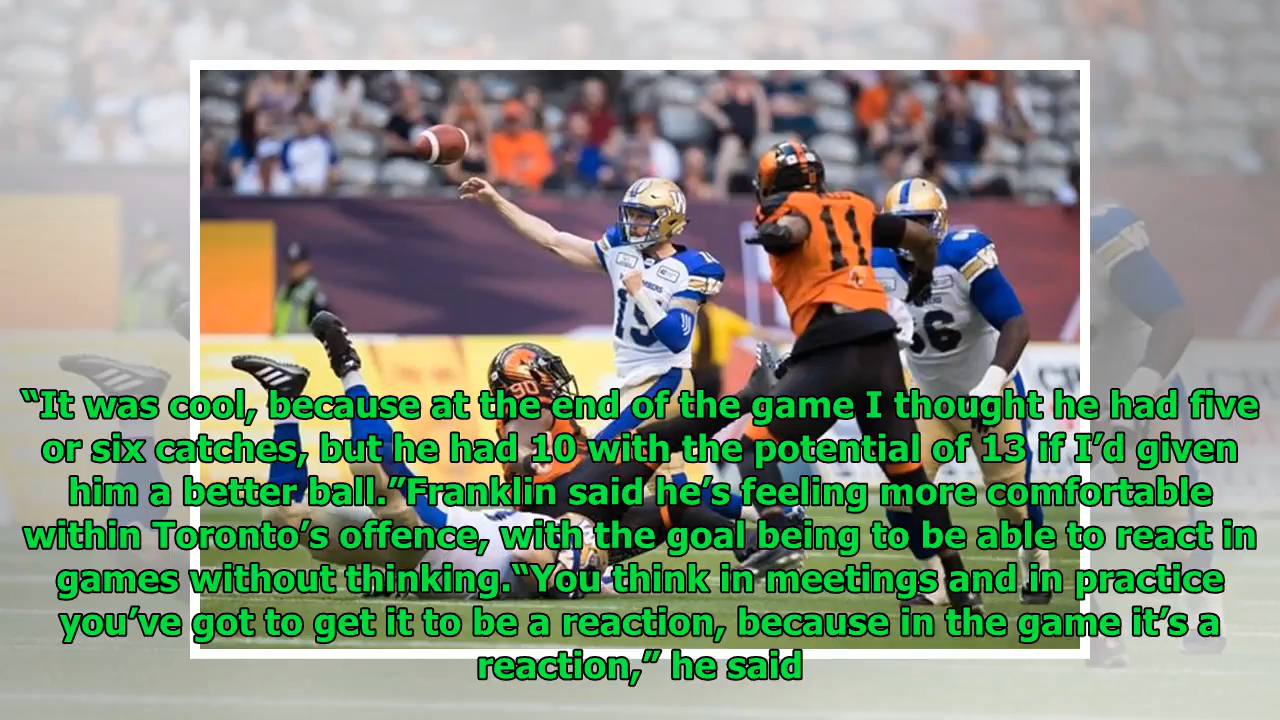 11
15
66
90
“It was cool, because at the end of the game I thought he had five
or six catches, but he had 10 with the potential of 13 if I’d given
him a better ball.”Franklin said he’s feeling more comfortable
within Toronto’s offence, with the goal being to be able to react in
games without thinking.“You think in meetings and in practice
you’ve got to get it to be a reaction, because in the game it’s a
reaction,” he said